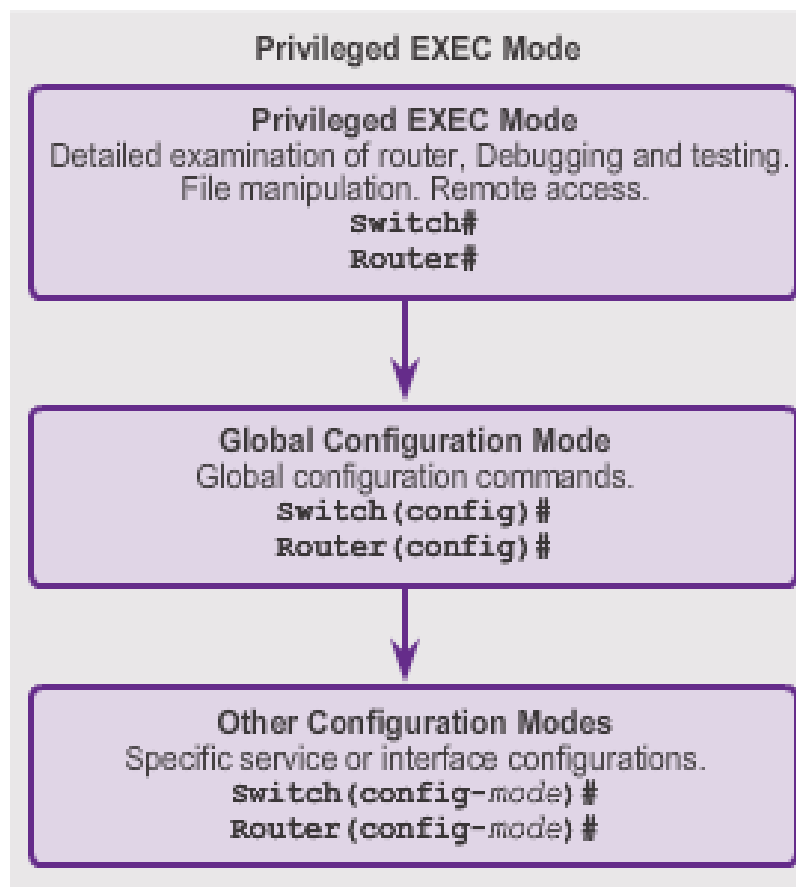 Privileged EXEC Mode
Privileged EXEC Mode
Detailed examination of router, Debugging and testing.
File manipulation. Remote access.
Switch#
Router#
Global Configuration Mode
Global configuration commands.
Switch(config)#
Router(config)#
Other Configuration Modes
Specific service or interface configurations.
Switch(config-mode)#
Router(config-mode)#